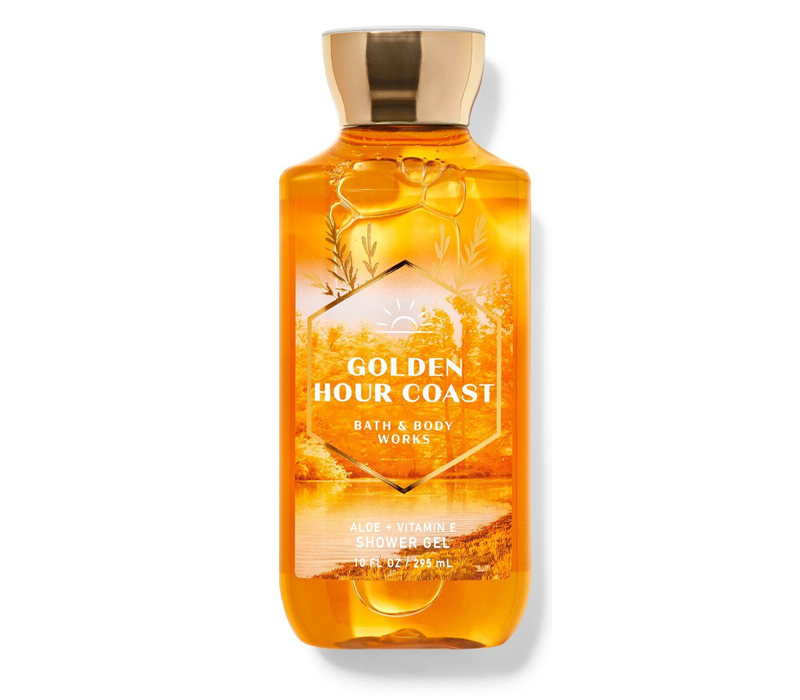 GOLDEN
HOUR COAST
BATH & BODY
WORKS
ALOE + VITAMIN E
SHOWER GEL
10 FL OZ / 295 mL